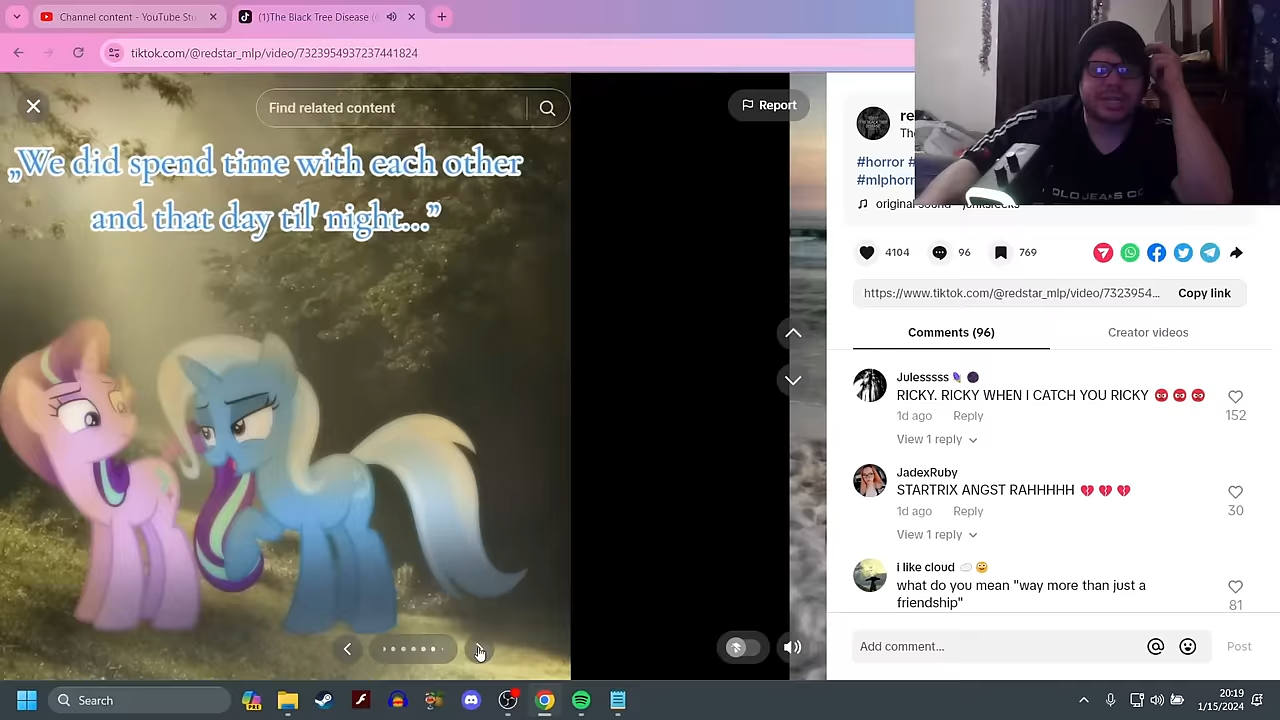 Channel content - YouTube Stu
(1)The Black Tree Disease (
tiktok.com/@redstar_mlp/video/7323954937237441824
Find related content
Report
„We did spend time with each other
and that day til' night...”
re
The
#horror #
#mlphorr
original sound
OLD JEANS CO
4104
96
769
https://www.tiktok.com/@redstar_mlp/video/7323954...
Copy link
Comments (96)
Creator videos
Julesssss
RICKY. RICKY WHEN I CATCH YOU RICKY
1d ago
Reply
152
View 1 reply
JadexRuby
STARTRIX ANGST RAHHHHH
1d ago
Reply
30
View 1 reply
i like cloud
what do you mean "way more than just a
friendship"
81
Add comment...
Post
Search
20:19
1/15/2024